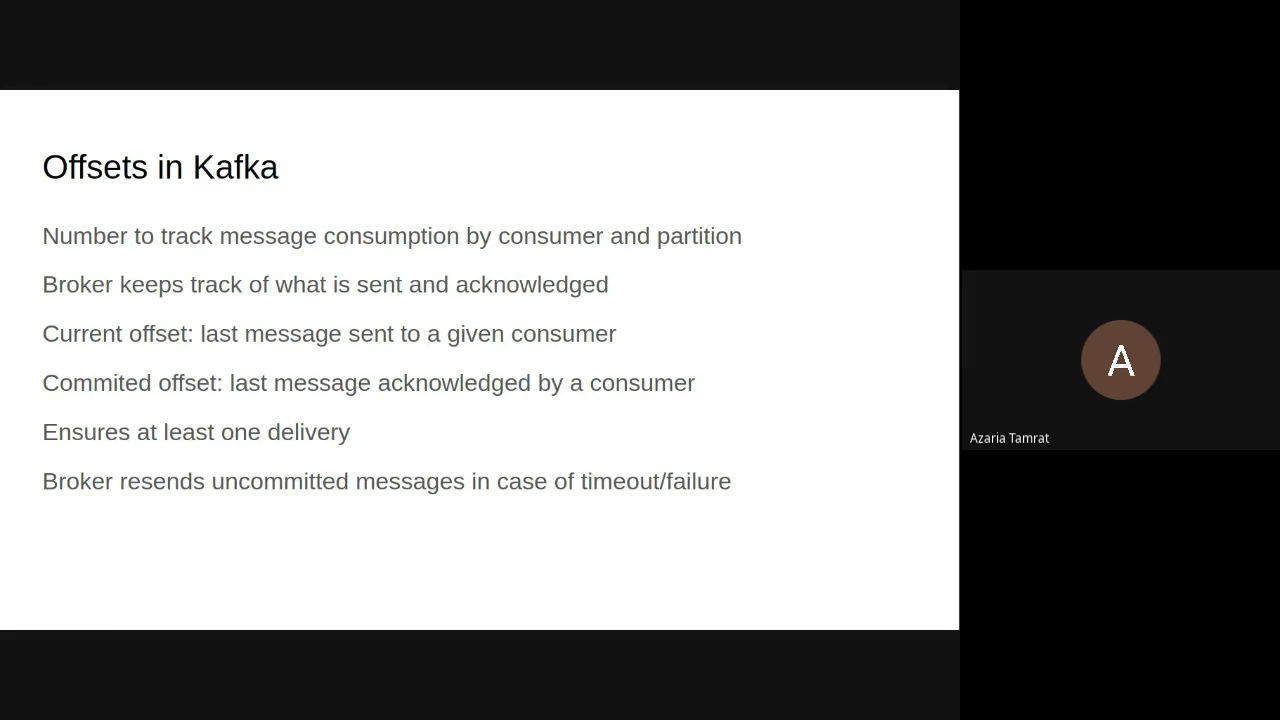 Offsets in Kafka
Number to track message consumption by consumer and partition
Broker keeps track of what is sent and acknowledged
Current offset: last message sent to a given consumer
Commited offset: last message acknowledged by a consumer
Ensures at least one delivery
Broker resends uncommitted messages in case of timeout/failure
A
Azaria Tamrat